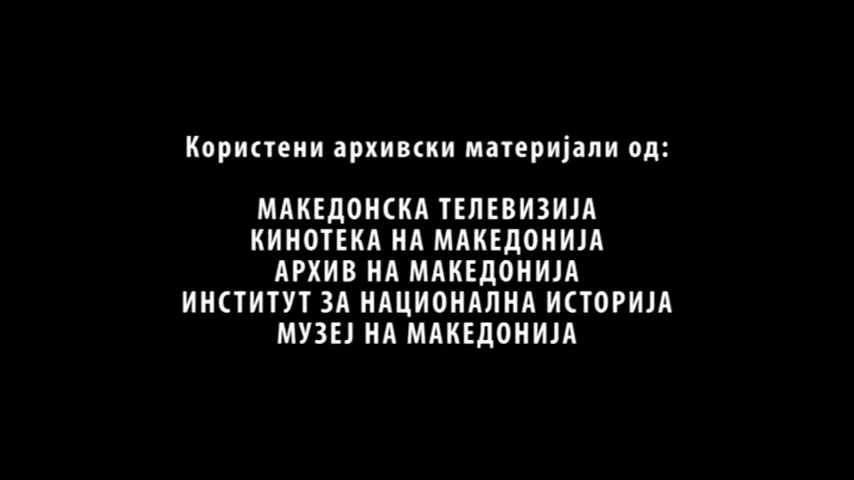 Користени архивски материјали од:
МАКЕДОНСКА ТЕЛЕВИЗИЈА
КИНОТЕКА НА МАКЕДОНИЈА
АРХИВ НА МАКЕДОНИЈА
ИНСТИТУТ ЗА НАЦИОНАЛНА ИСТОРИЈА
МУЗЕЈ НА МАКЕДОНИЈА